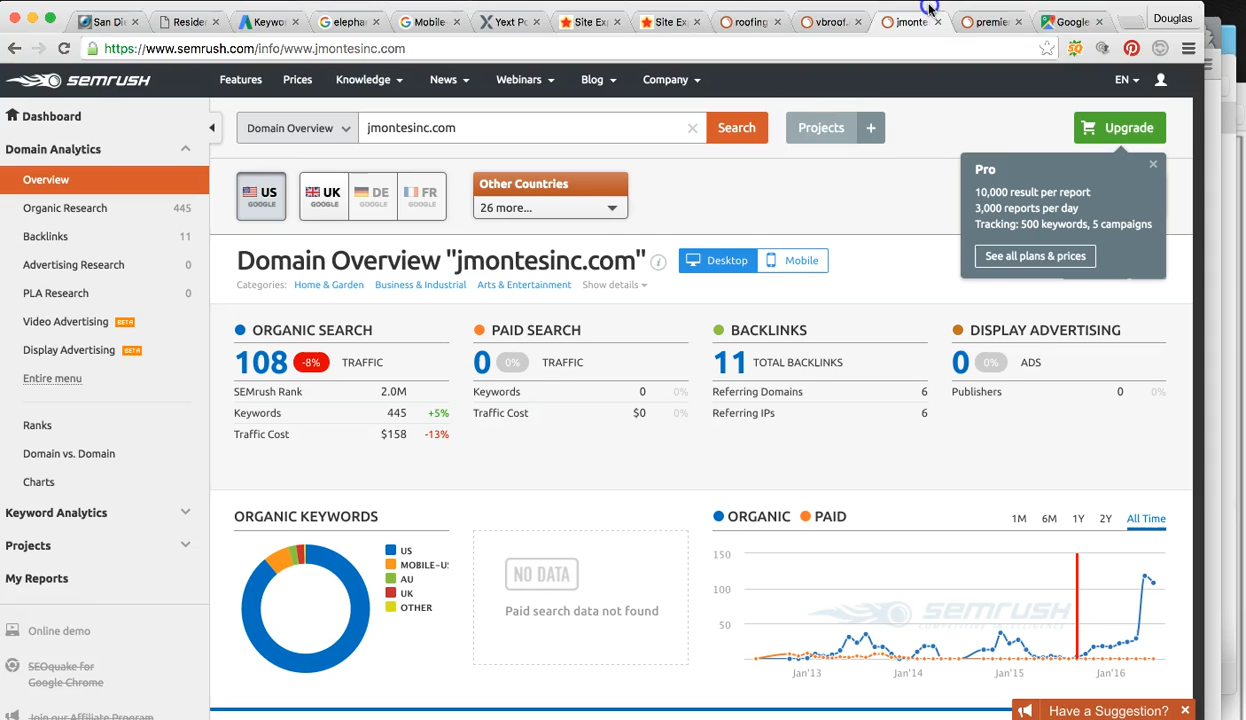 San Di
Reside
Keywo
elepha
Mobile-
Yext P
Site Ex
Site Ex
roofing
vbroof.
jmonte
premie
Google
Douglas
https://www.semrush.com/info/www.jmontesinc.com
SEMRUSH
Features
Prices
Knowledge
News
Webinars
Blog
Company
EN
Dashboard
Domain Analytics
Overview
Organic Research 445
Backlinks 11
Advertising Research 0
PLA Research 0
Video Advertising BETA
Display Advertising BETA
Entire menu
Ranks
Domain vs. Domain
Charts
Keyword Analytics
Projects
My Reports
Online demo
SEOquake for
Google Chrome
Join our Affiliate Program
Domain Overview
jmontesinc.com
Search
Projects +
Upgrade
Pro
10,000 result per report
3,000 reports per day
Tracking: 500 keywords, 5 campaigns
See all plans & prices
US
GOOGLE
UK
GOOGLE
DE
GOOGLE
FR
GOOGLE
Other Countries
26 more...
Domain Overview "jmontesinc.com"
Desktop
Mobile
Categories: Home & Garden Business & Industrial Arts & Entertainment Show details
ORGANIC SEARCH
108 -8% TRAFFIC
SEMrush Rank 2.0M
Keywords 445 +5%
Traffic Cost $158 -13%
PAID SEARCH
0 0% TRAFFIC
Keywords 0 0%
Traffic Cost $0 0%
BACKLINKS
11 TOTAL BACKLINKS
Referring Domains 6
Referring IPs 6
DISPLAY ADVERTISING
0 0% ADS
Publishers 0 0%
ORGANIC KEYWORDS
US
MOBILE-US
AU
UK
OTHER
NO DATA
Paid search data not found
ORGANIC PAID
1M 6M 1Y 2Y All Time
150
100
50
SEMRUSH
COMPETITIVE INTELLIGENCE
Jan'13 Jan'14 Jan'15 Jan'16
Have a Suggestion?